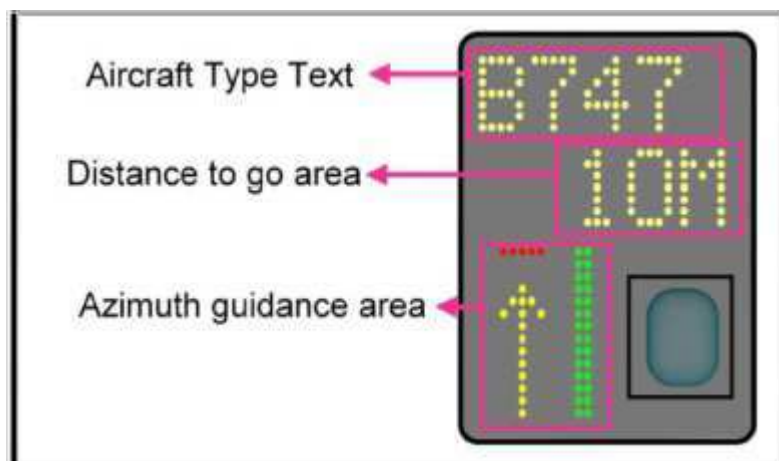 Aircraft Type Text
B747
Distance to go area
10M
Azimuth guidance area